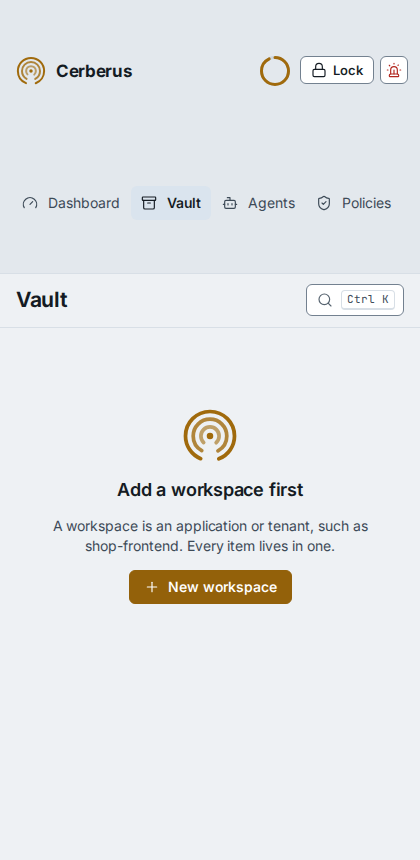 Cerberus
Lock
Dashboard
Vault
Agents
Policies
Vault
Ctrl K
Add a workspace first
A workspace is an application or tenant, such as
shop-frontend. Every item lives in one.
New workspace